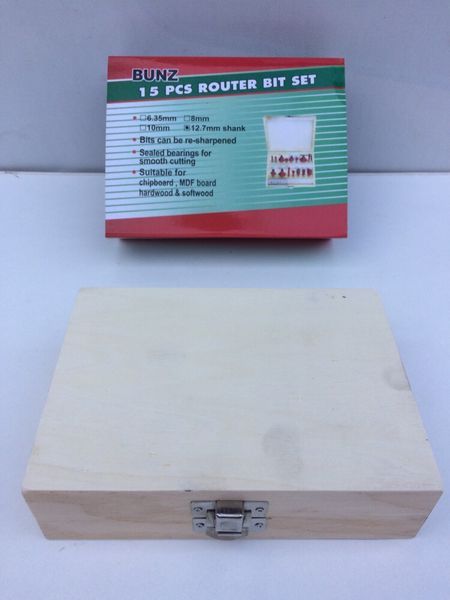 BUNZ
15 PCS ROUTER BIT SET
• ☐6.35mm ☐8mm
☐10mm ☒12.7mm shank
• Bits can be re-sharpened
• Sealed bearings for
smooth cutting
• Suitable for
chipboard , MDF board
hardwood & softwood